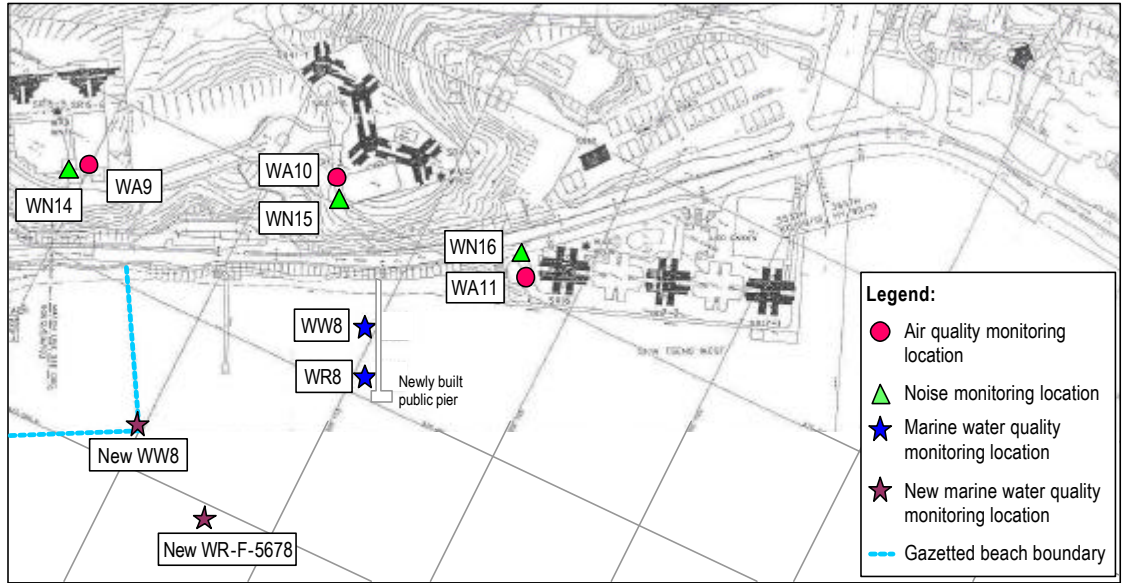 WA9
WN14
WA10
WN15
WN16
WA11
WW8
WR8
Newly built
public pier
New WW8
New WR-F-5678
Legend:
Air quality monitoring
location
Noise monitoring location
Marine water quality
monitoring location
New marine water quality
monitoring location
Gazetted beach boundary